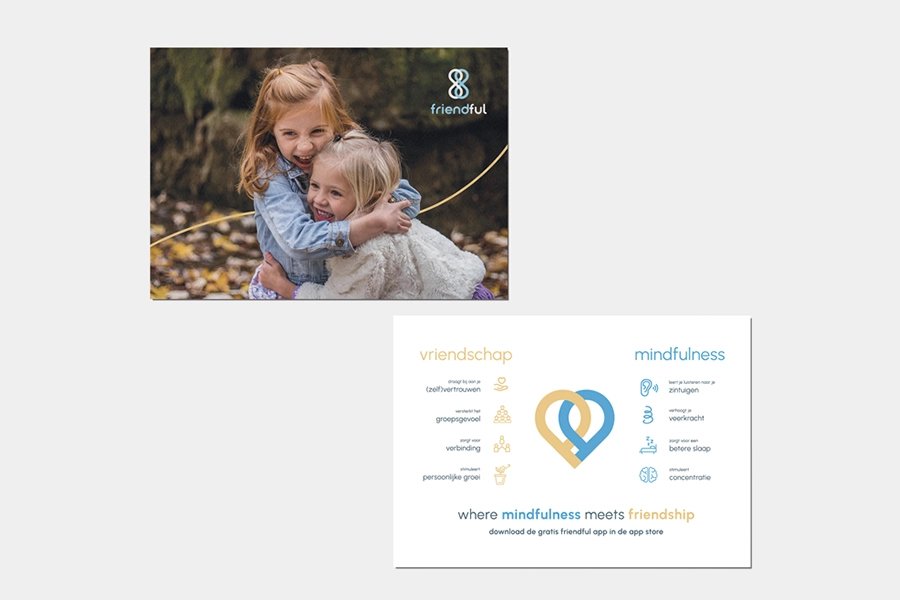 friendful
vriendschap
draagt bij aan je
(zelf)vertrouwen
versterkt het
groepsgevoel
zorgt voor
verbinding
stimuleert
persoonlijke groei
mindfulness
leert je luisteren naar je
zintuigen
verhoogt je
veerkracht
zorgt voor een
betere slaap
stimuleert
concentratie
where mindfulness meets friendship
download de gratis friendful app in de app store